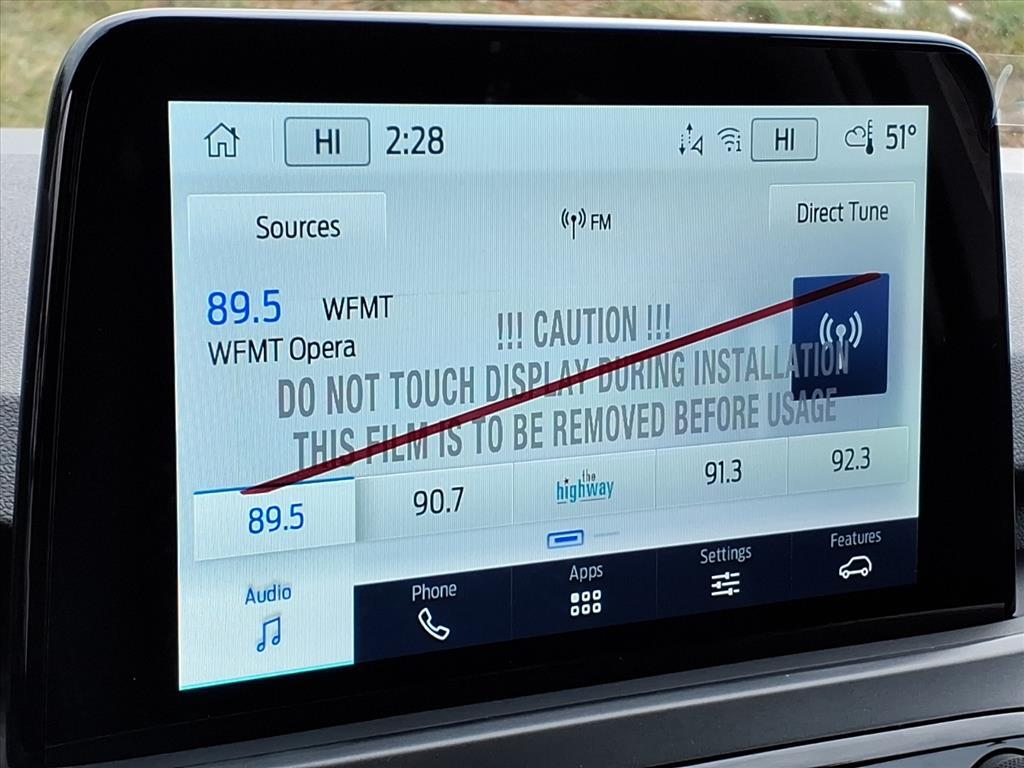 HI 2:28 HI 51°
Sources FM Direct Tune
89.5 WFMT
WFMT Opera
!!! CAUTION !!!
DO NOT TOUCH DISPLAY DURING INSTALLATION
THIS FILM IS TO BE REMOVED BEFORE USAGE
89.5 90.7 the highway 91.3 92.3
Audio Phone Apps Settings Features